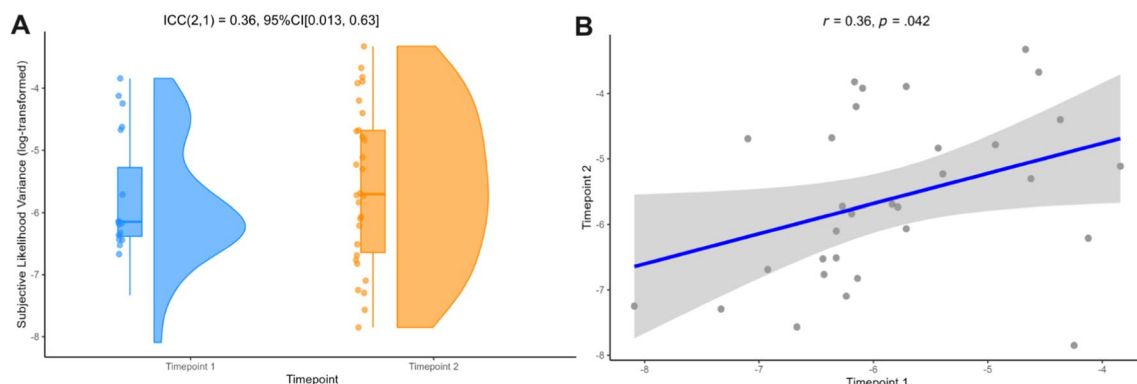 A
ICC(2,1) = 0.36, 95%CI[0.013, 0.63]
Subjective Likelihood Variance (log-transformed)
-4
-5
-6
-7
-8
Timepoint 1
Timepoint 2
Timepoint
B
r = 0.36, p = .042
Timepoint 2
-4
-5
-6
-7
-8
-8
-7
-6
-5
-4
Timepoint 1